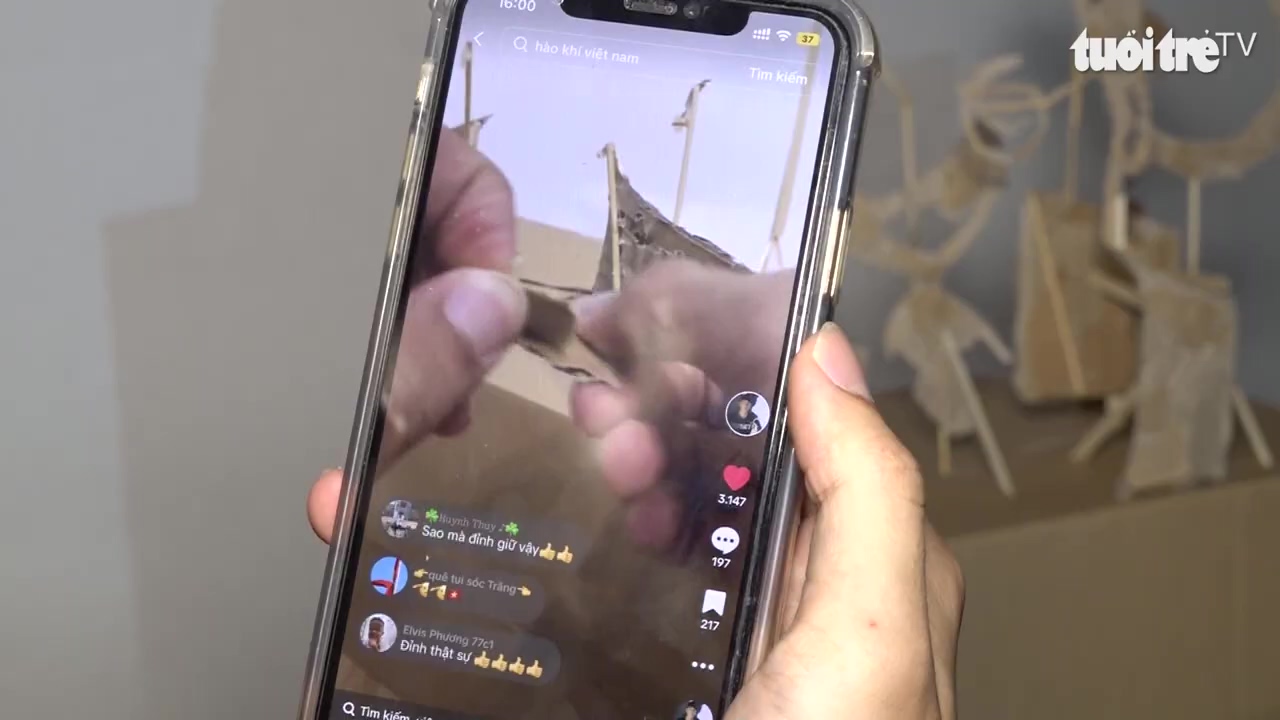 16:00
37
hào khí việt nam
Tìm kiếm
tuổi trẻ TV
3.147
Huynh Thuy ♪
Sao mà đỉnh giữ vậy👍👍
197
👉quê tui sóc Trăng👈
217
Elvis Phương 77c1
Đỉnh thật sự 👍👍👍👍
Tìm kiếm